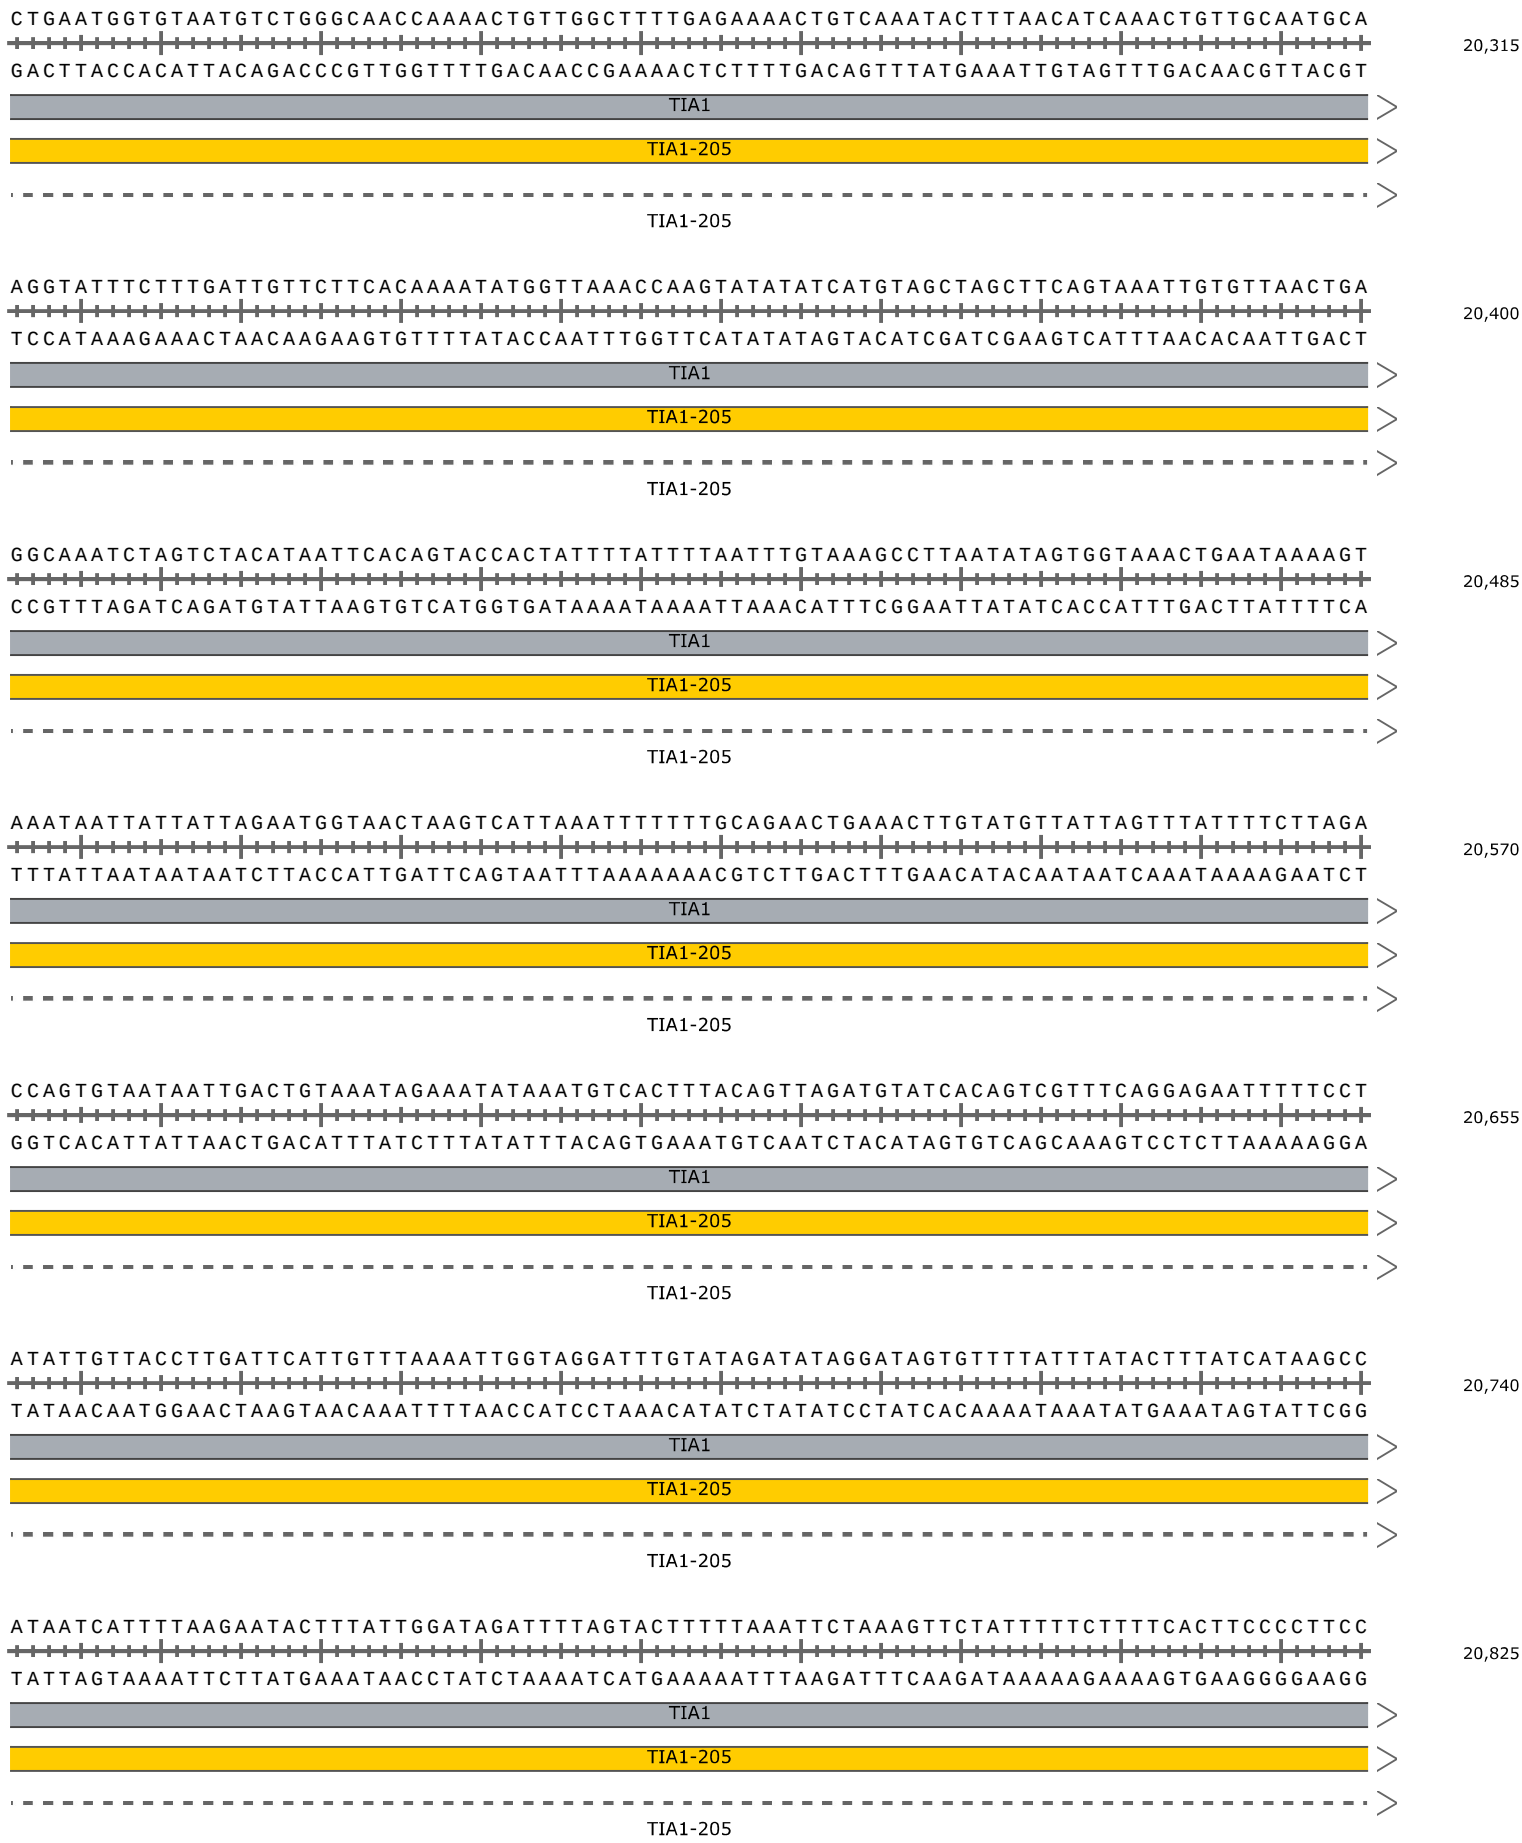 CTGAATGGTGTAATGTCTGGGCAACCAAAACTGTTGGCTTTTGAGAAAACTGTCAAATACTTTAACATCAAACTGTTGCAATGCA
20,315
GACTTACCACATTACAGACCCGTTGGTTTTGACAACCGAAAACTCTTTTGACAGTTTATGAAATTGTAGTTTGACAACGTTACGT
TIA1
TIA1-205
TIA1-205
AGGTATTTCTTTGATTGTTCTTCACAAAATATGGTTAAACCAAGTATATATCATGTAGCTAGCTTCAGTAAATTGTGTTAACTGA
20,400
TCCATAAAGAAACTAACAAGAAGTGTTTTATACCAATTTGGTTCATATATAGTACATCGATCGAAGTCATTTAACACAATTGACT
TIA1
TIA1-205
TIA1-205
GGCAAATCTAGTCTACATAATTCACAGTACCACTATTTTATTTTAATTTGTAAAGCCTTAATATAGTGGTAAACTGAATAAAAGT
20,485
CCGTTTAGATCAGATGTATTAAGTGTCATGGTGATAAAATAAAATTAAACATTTCGGAATTATATCACCATTTGACTTATTTTCA
TIA1
TIA1-205
TIA1-205
AAATAATTATTATTAGAATGGTAACTAAGTCATTAAATTTTTTTGCAGAACTGAAACTTGTATGTTATTAGTTTATTTTCTTAGA
20,570
TTTATTAATAATAATCTTACCATTGATTCAGTAATTTAAAAAAACGTCTTGACTTTGAACATACAATAATCAAATAAAAGAATCT
TIA1
TIA1-205
TIA1-205
CCAGTGTAATAATTGACTGTAAATAGAAATATAAATGTCACTTTACAGTTAGATGTATCACAGTCGTTTCAGGAGAATTTTTCCT
20,655
GGTCACATTATTAACTGACATTTATCTTTATATTTACAGTGAAATGTCAATCTACATAGTGTCAGCAAAGTCCTCTTAAAAAGGA
TIA1
TIA1-205
TIA1-205
ATATTGTTACCTTGATTCATTGTTTAAAATTGGTAGGATTTGTATAGATATAGGATAGTGTTTTATTTATACTTTATCATAAGCC
20,740
TATAACAATGGAACTAAGTAACAAATTTTAACCATCCTAAACATATCTATATCCTATCACAAAATAAATATGAAATAGTATTCGG
TIA1
TIA1-205
TIA1-205
ATAATCATTTTAAGAATACTTTATTGGATAGATTTTAGTACTTTTTAAATTCTAAAGTTCTATTTTTCTTTTCACTTCCCCTTCC
20,825
TATTAGTAAAATTCTTATGAAATAACCTATCTAAAATCATGAAAAATTTAAGATTTCAAGATAAAAAGAAAAGTGAAGGGGAAGG
TIA1
TIA1-205
TIA1-205